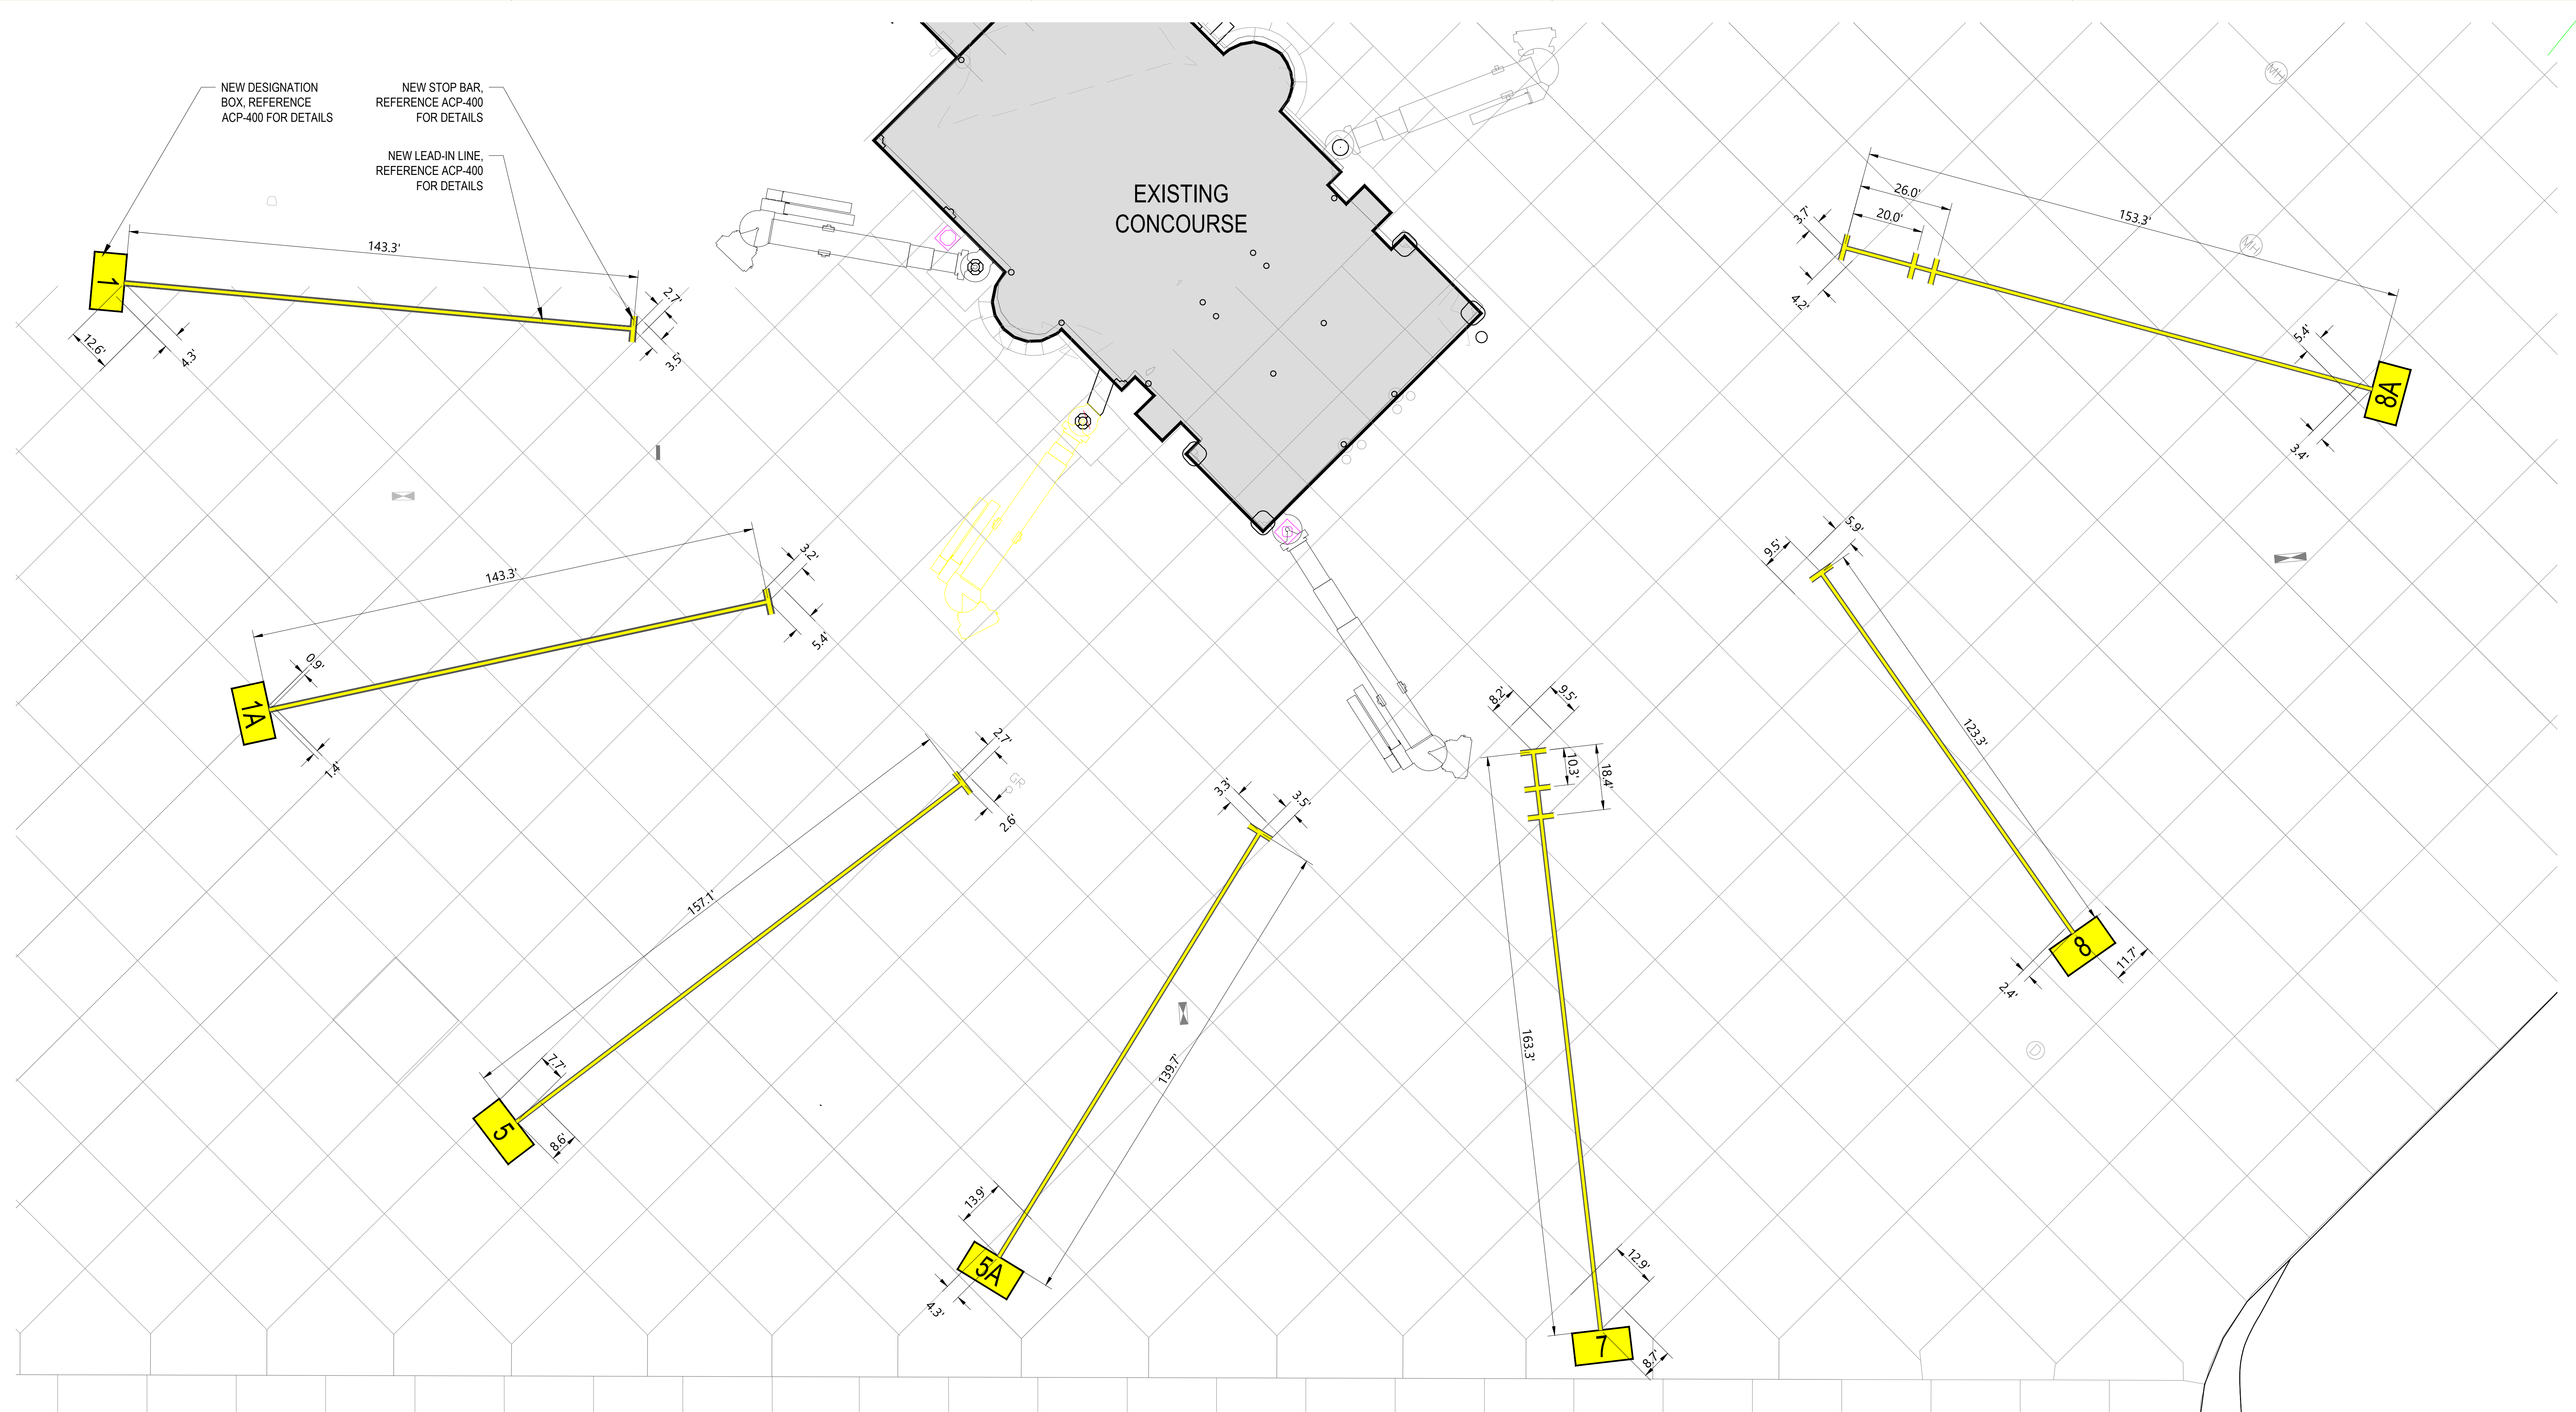 NEW DESIGNATION
BOX, REFERENCE
ACP-400 FOR DETAILS
NEW STOP BAR,
REFERENCE ACP-400
FOR DETAILS
NEW LEAD-IN LINE,
REFERENCE ACP-400
FOR DETAILS
EXISTING
CONCOURSE
MH
MH
1
143.3'
2.7'
3.5'
12.6'
4.3'
3.7'
26.0'
20.0'
153.3'
4.2'
5.4'
3.4'
8A
1A
143.3'
3.2'
5.4'
0.9'
1.4'
5.9'
9.5'
123.3'
8
2.4'
11.7'
5
157.1'
2.7'
2.6'
GR
7.7'
8.6'
3.3'
3.5'
139.7'
13.9'
5A
4.3'
8.2'
9.5'
10.3'
18.4'
163.3'
12.9'
7
8.7'
D